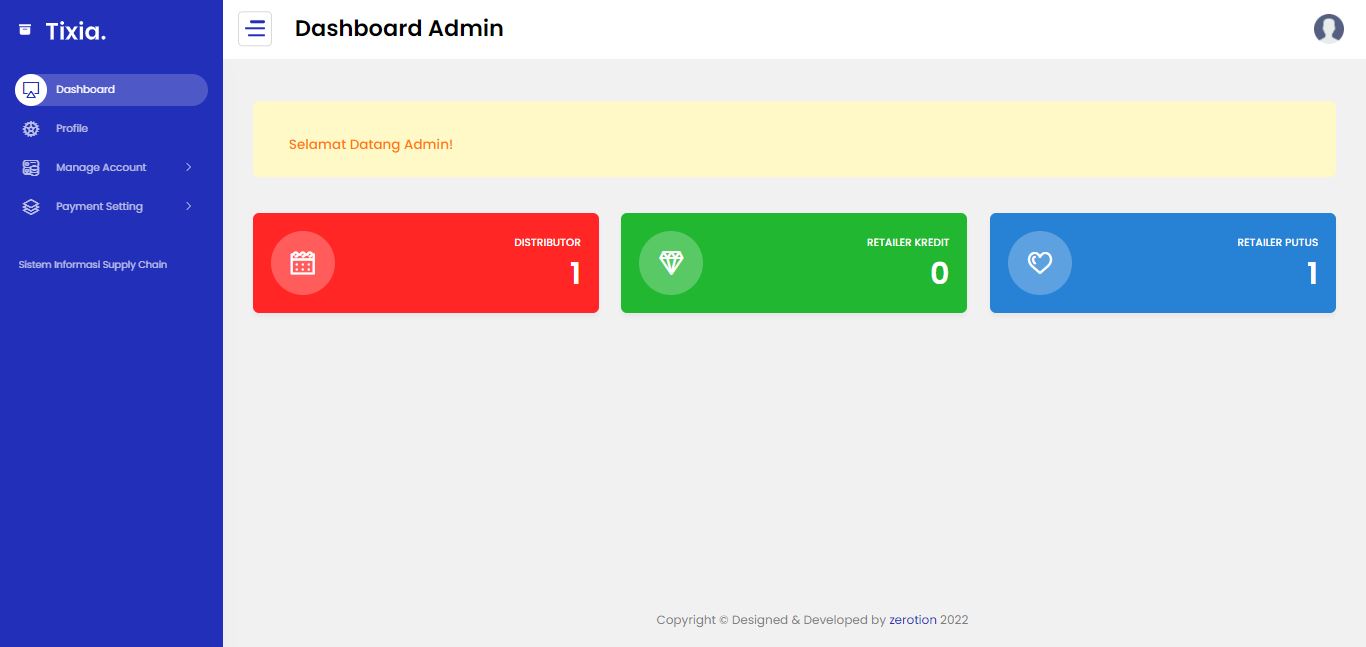 Tixia.
Dashboard
Profile
Manage Account
Payment Setting
Sistem Informasi Supply Chain
Dashboard Admin
Selamat Datang Admin!
DISTRIBUTOR
1
RETAILER KREDIT
0
RETAILER PUTUS
1
Copyright © Designed & Developed by zerotion 2022